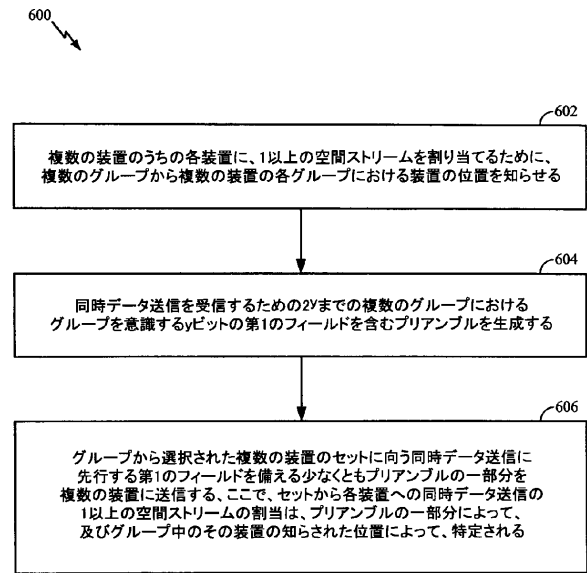 600
602
複数の装置のうちの各装置に、1以上の空間ストリームを割り当てるために、
複数のグループから複数の装置の各グループにおける装置の位置を知らせる
604
同時データ送信を受信するための2yまでの複数のグループにおける
グループを意識するyビットの第1のフィールドを含むプリアンブルを生成する
606
グループから選択された複数の装置のセットに向う同時データ送信に
先行する第1のフィールドを備える少なくともプリアンブルの一部分を
複数の装置に送信する、ここで、セットから各装置への同時データ送信の
1以上の空間ストリームの割当は、プリアンブルの一部分によって、
及びグループ中のその装置の知らされた位置によって、特定される